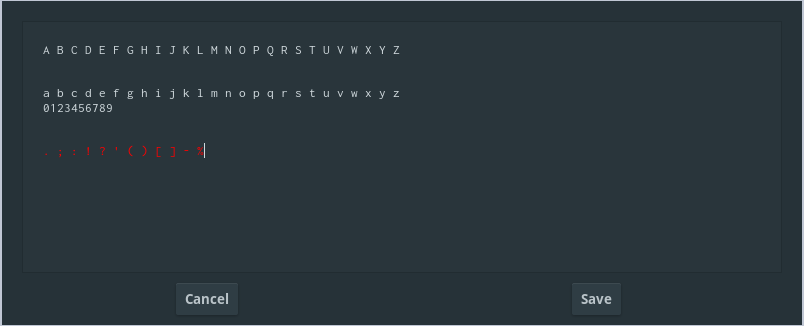 A B C D E F G H I J K L M N O P Q R S T U V W X Y Z
a b c d e f g h i j k l m n o p q r s t u v w x y z
0123456789
. ; : ! ? ' ( ) [ ] - %
Cancel
Save